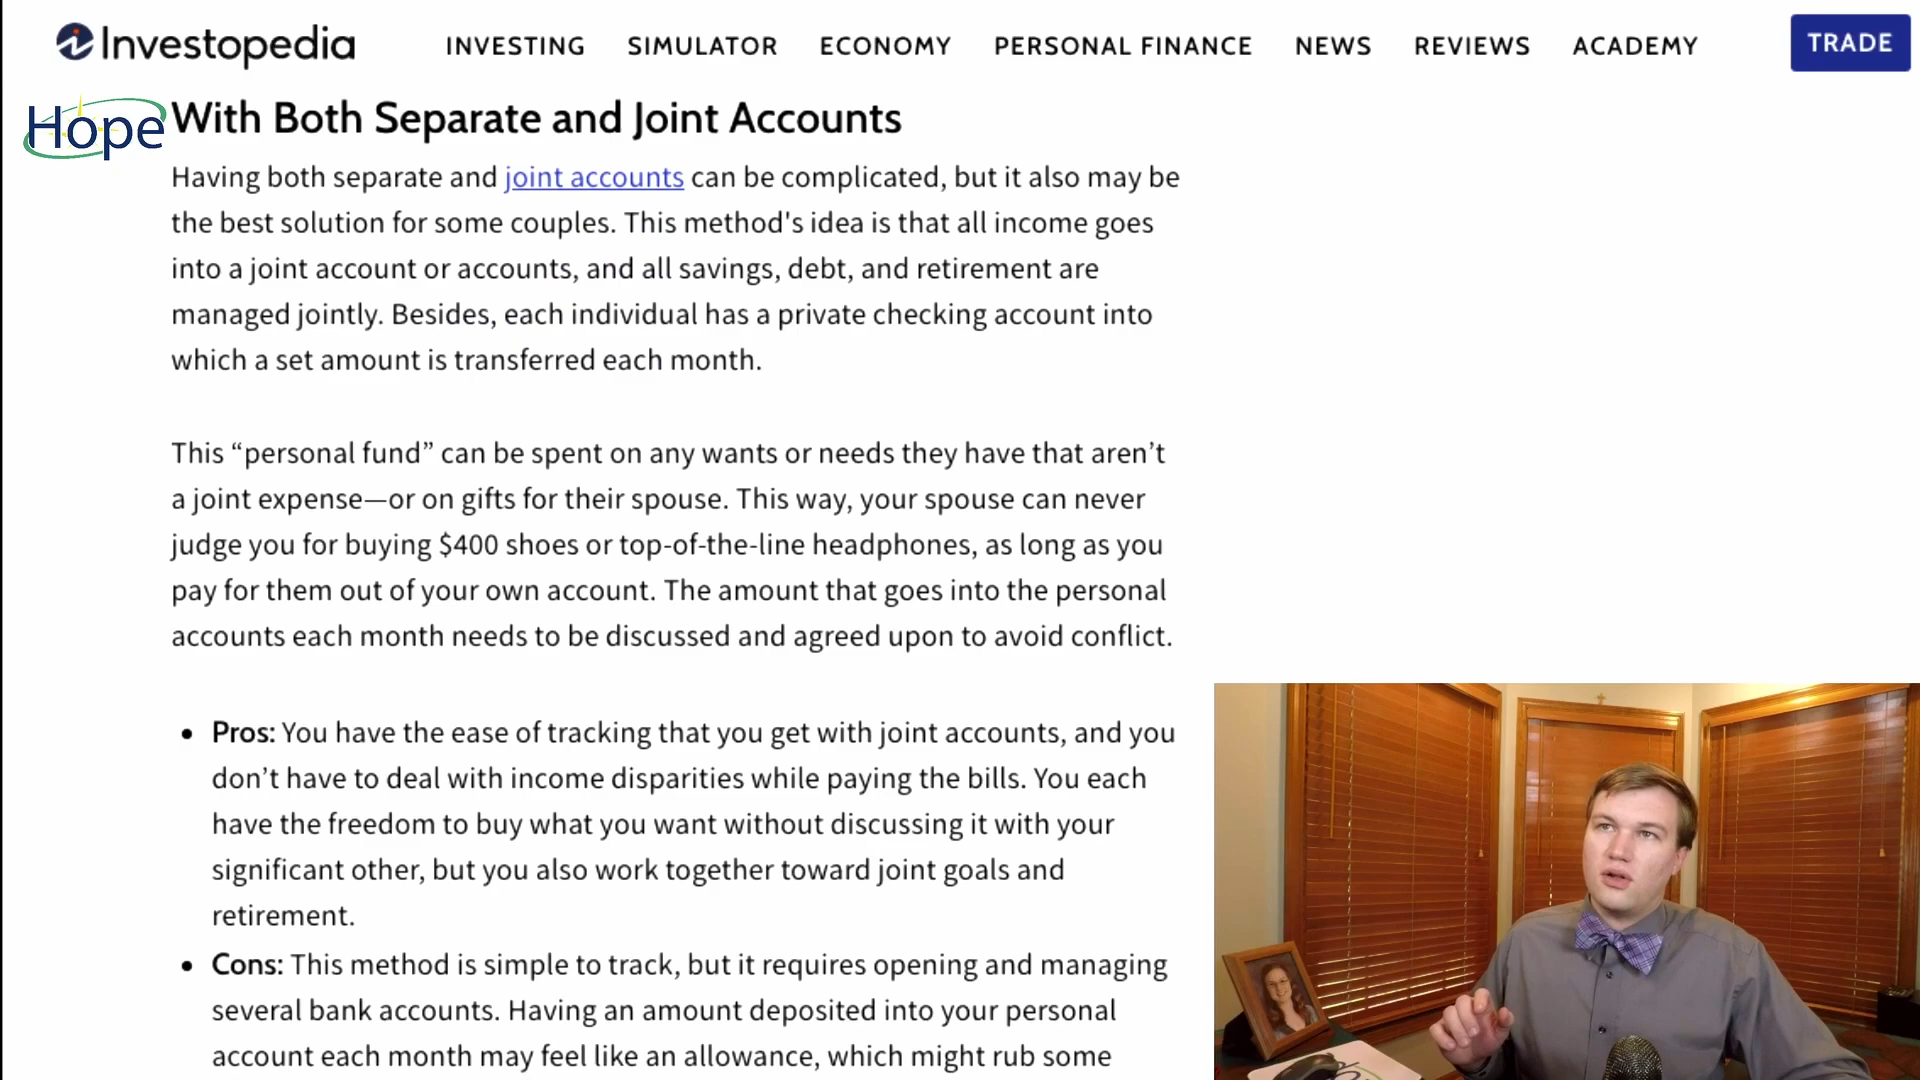 Investopedia
INVESTING SIMULATOR ECONOMY PERSONAL FINANCE NEWS REVIEWS ACADEMY TRADE
Hope
With Both Separate and Joint Accounts
Having both separate and joint accounts can be complicated, but it also may be
the best solution for some couples. This method's idea is that all income goes
into a joint account or accounts, and all savings, debt, and retirement are
managed jointly. Besides, each individual has a private checking account into
which a set amount is transferred each month.
This “personal fund” can be spent on any wants or needs they have that aren’t
a joint expense—or on gifts for their spouse. This way, your spouse can never
judge you for buying $400 shoes or top-of-the-line headphones, as long as you
pay for them out of your own account. The amount that goes into the personal
accounts each month needs to be discussed and agreed upon to avoid conflict.
• Pros: You have the ease of tracking that you get with joint accounts, and you
don’t have to deal with income disparities while paying the bills. You each
have the freedom to buy what you want without discussing it with your
significant other, but you also work together toward joint goals and
retirement.
• Cons: This method is simple to track, but it requires opening and managing
several bank accounts. Having an amount deposited into your personal
account each month may feel like an allowance, which might rub some